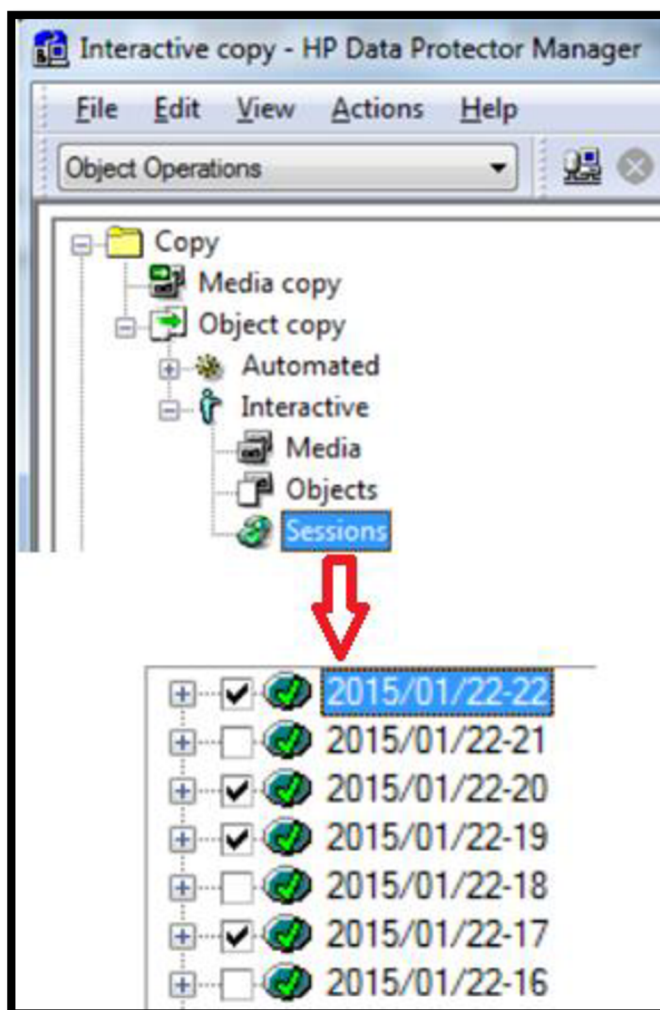 Interactive copy - HP Data Protector Manager
File Edit View Actions Help
Object Operations
Copy
Media copy
Object copy
Automated
Interactive
Media
Objects
Sessions
2015/01/22-22
2015/01/22-21
2015/01/22-20
2015/01/22-19
2015/01/22-18
2015/01/22-17
2015/01/22-16